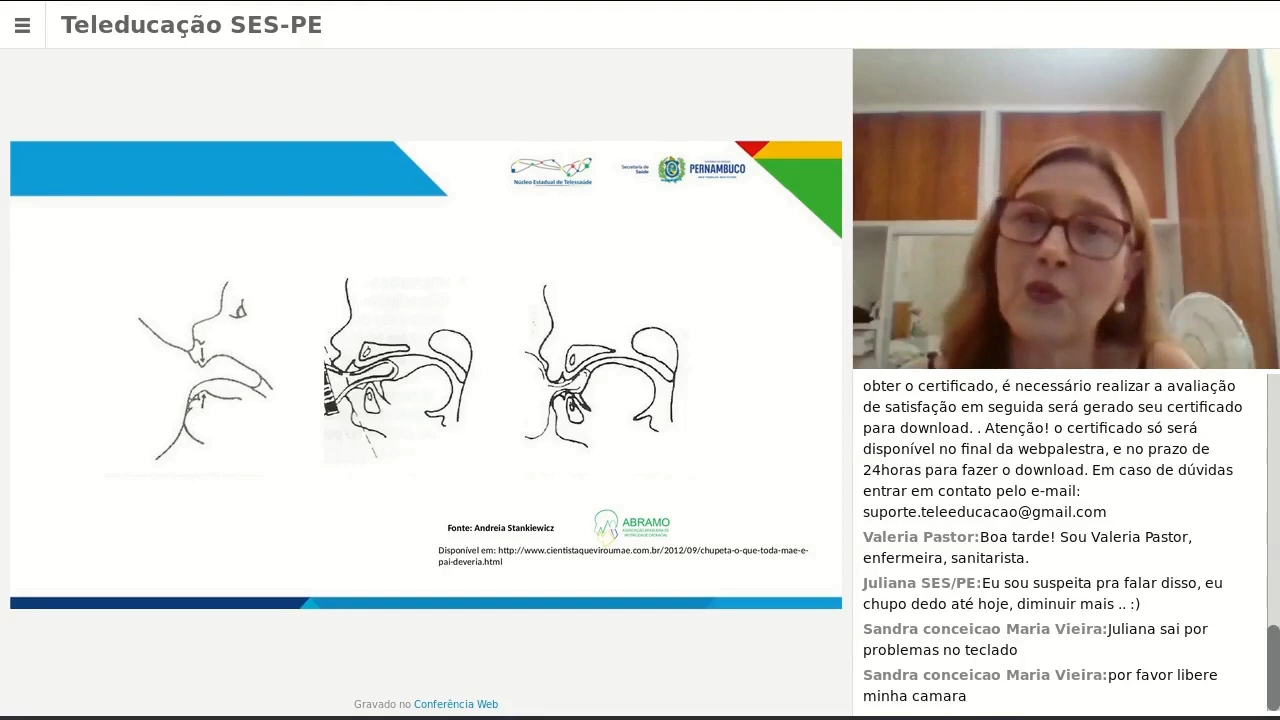 Teleducação SES-PE
Núcleo Estadual de Telessaúde
Secretaria de
Saúde
PERNAMBUCO
Fonte: Andreia Stankiewicz
ABRAMO
Disponível em: http://www.cientistaqueviroumae.com.br/2012/09/chupeta-o-que-toda-mae-e-
pai-deveria.html
Gravado no Conferência Web
obter o certificado, é necessário realizar a avaliação
de satisfação em seguida será gerado seu certificado
para download. . Atenção! o certificado só será
disponível no final da webpalestra, e no prazo de
24horas para fazer o download. Em caso de dúvidas
entrar em contato pelo e-mail:
suporte.teleeducacao@gmail.com
Valeria Pastor:Boa tarde! Sou Valeria Pastor,
enfermeira, sanitarista.
Juliana SES/PE:Eu sou suspeita pra falar disso, eu
chupo dedo até hoje, diminuir mais .. :)
Sandra conceicao Maria Vieira:Juliana sai por
problemas no teclado
Sandra conceicao Maria Vieira:por favor libere
minha camara